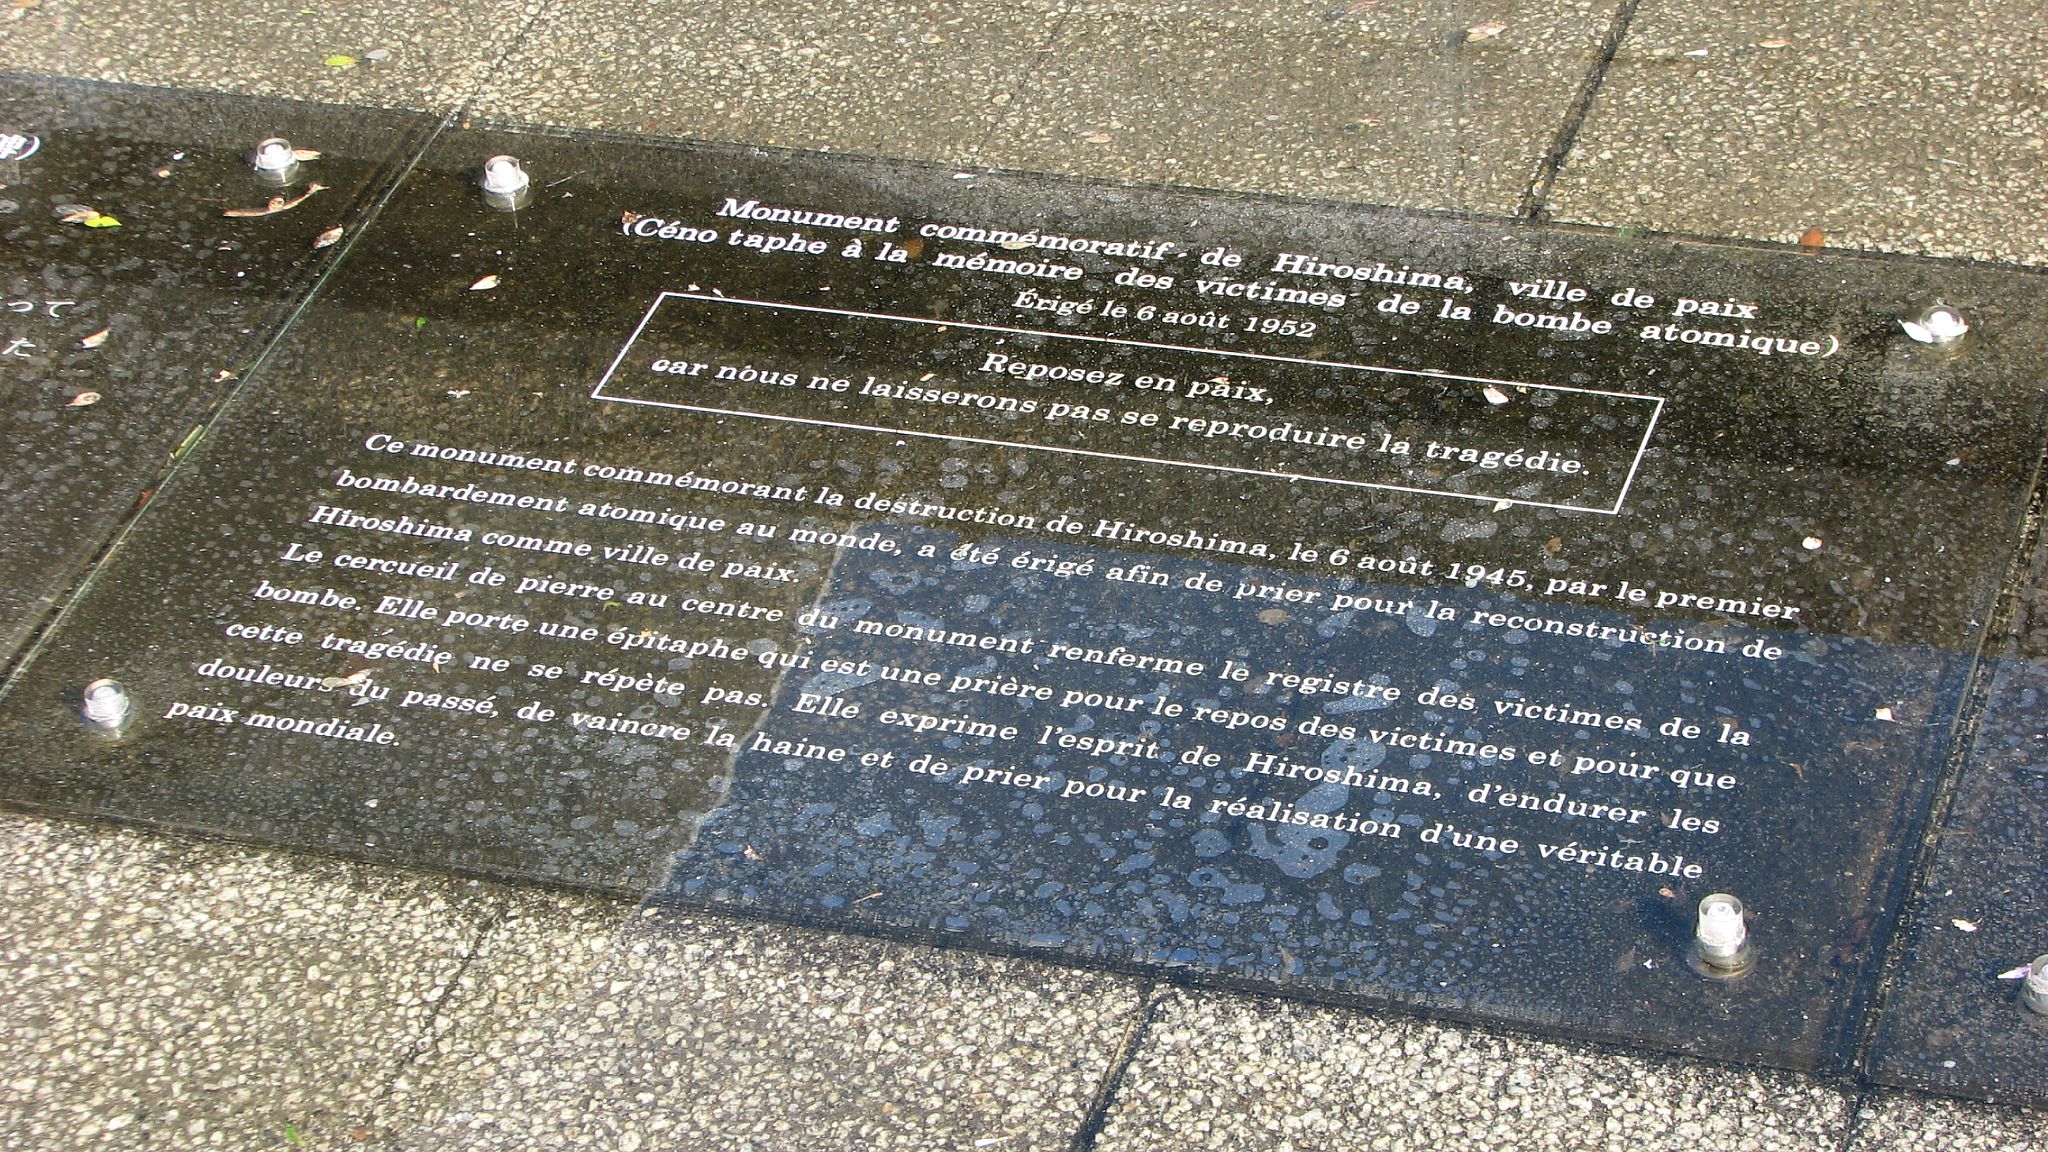 Monument commémoratif de Hiroshima, ville de paix
(Céno taphe à la mémoire des victimes de la bombe atomique)
Érigé le 6 août 1952
Reposez en paix,
car nous ne laisserons pas se reproduire la tragédie.
Ce monument commémorant la destruction de Hiroshima, le 6 août 1945, par le premier
bombardement atomique au monde, a été érigé afin de prier pour la reconstruction de
Hiroshima comme ville de paix.
Le cercueil de pierre au centre du monument renferme le registre des victimes de la
bombe. Elle porte une épitaphe qui est une prière pour le repos des victimes et pour que
cette tragédie ne se répète pas. Elle exprime l'esprit de Hiroshima, d'endurer les
douleurs du passé, de vaincre la haine et de prier pour la réalisation d'une véritable
paix mondiale.
って
た